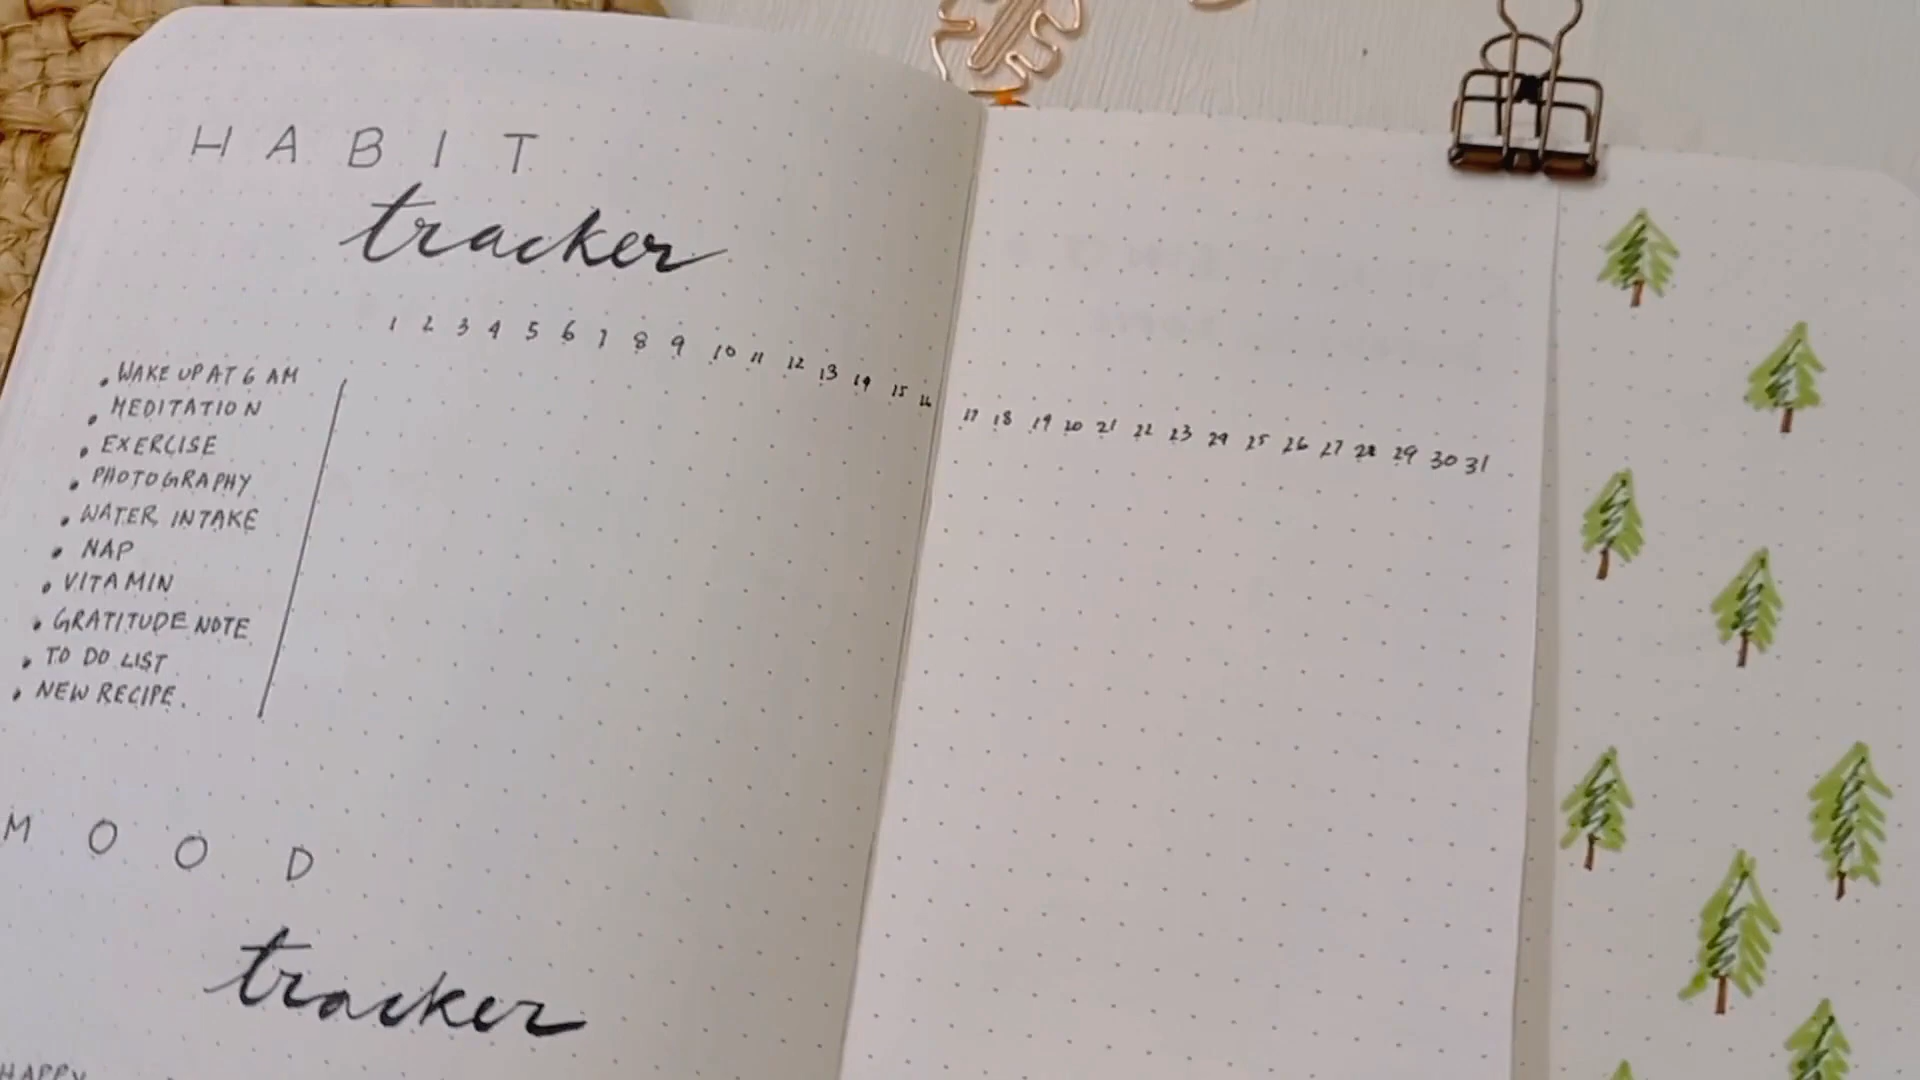 HABIT
tracker
1 2 3 4 5 6 7 8 9 10 11 12 13 14 15 16 17 18 19 20 21 22 23 24 25 26 27 28 29 30 31
• WAKE UP AT 6 AM
• MEDITATION
• EXERCISE
• PHOTOGRAPHY
• WATER INTAKE
• NAP
• VITAMIN
• GRATITUDE NOTE
• TO DO LIST
• NEW RECIPE
MOOD
tracker
HAPPY